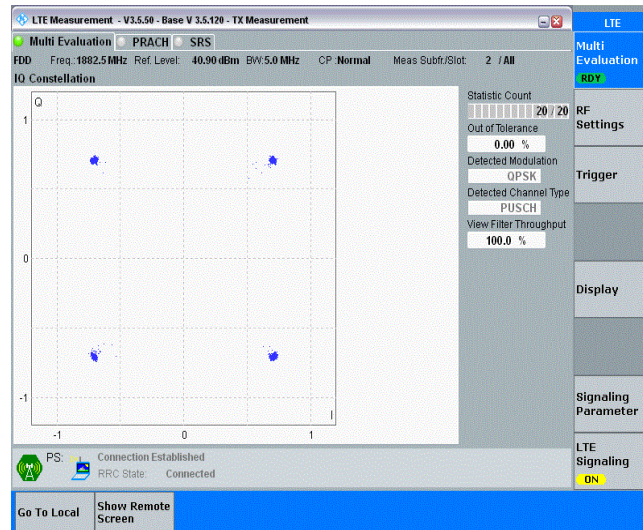 LTE Measurement - V3.5.50 - Base V 3.5.120 - TX Measurement
LTE
Multi Evaluation PRACH SRS
Multi
Evaluation
RDY
FDD Freq.:1882.5 MHz Ref. Level: 40.90 dBm BW:5.0 MHz CP :Normal Meas Subfr./Slot: 2 / All
IQ Constellation
Statistic Count
20 / 20
Out of Tolerance
0.00 %
Detected Modulation
QPSK
Detected Channel Type
PUSCH
View Filter Throughput
100.0 %
RF
Settings
Trigger
Display
Signaling
Parameter
LTE
Signaling
ON
Q
1
0
-1
I
-1 0 1
PS: Connection Established
RRC State: Connected
Go To Local
Show Remote
Screen